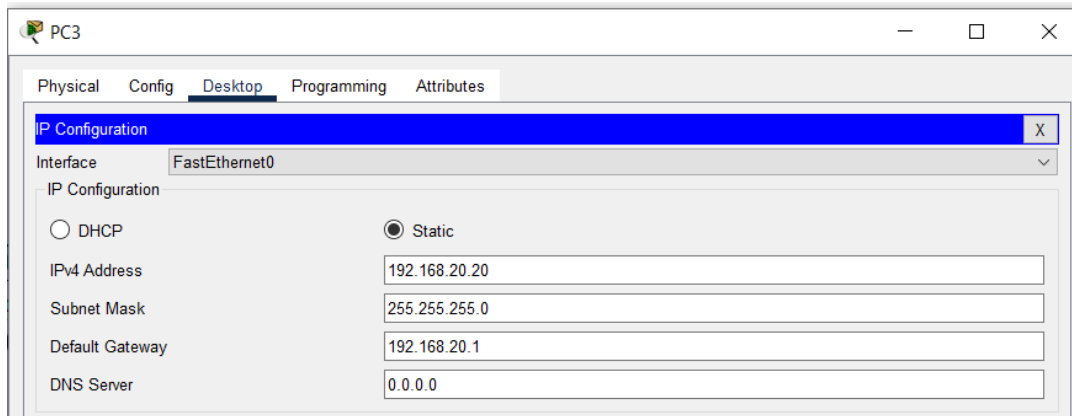 PC3
Physical Config Desktop Programming Attributes
IP Configuration X
Interface FastEthernet0
IP Configuration
DHCP Static
IPv4 Address 192.168.20.20
Subnet Mask 255.255.255.0
Default Gateway 192.168.20.1
DNS Server 0.0.0.0